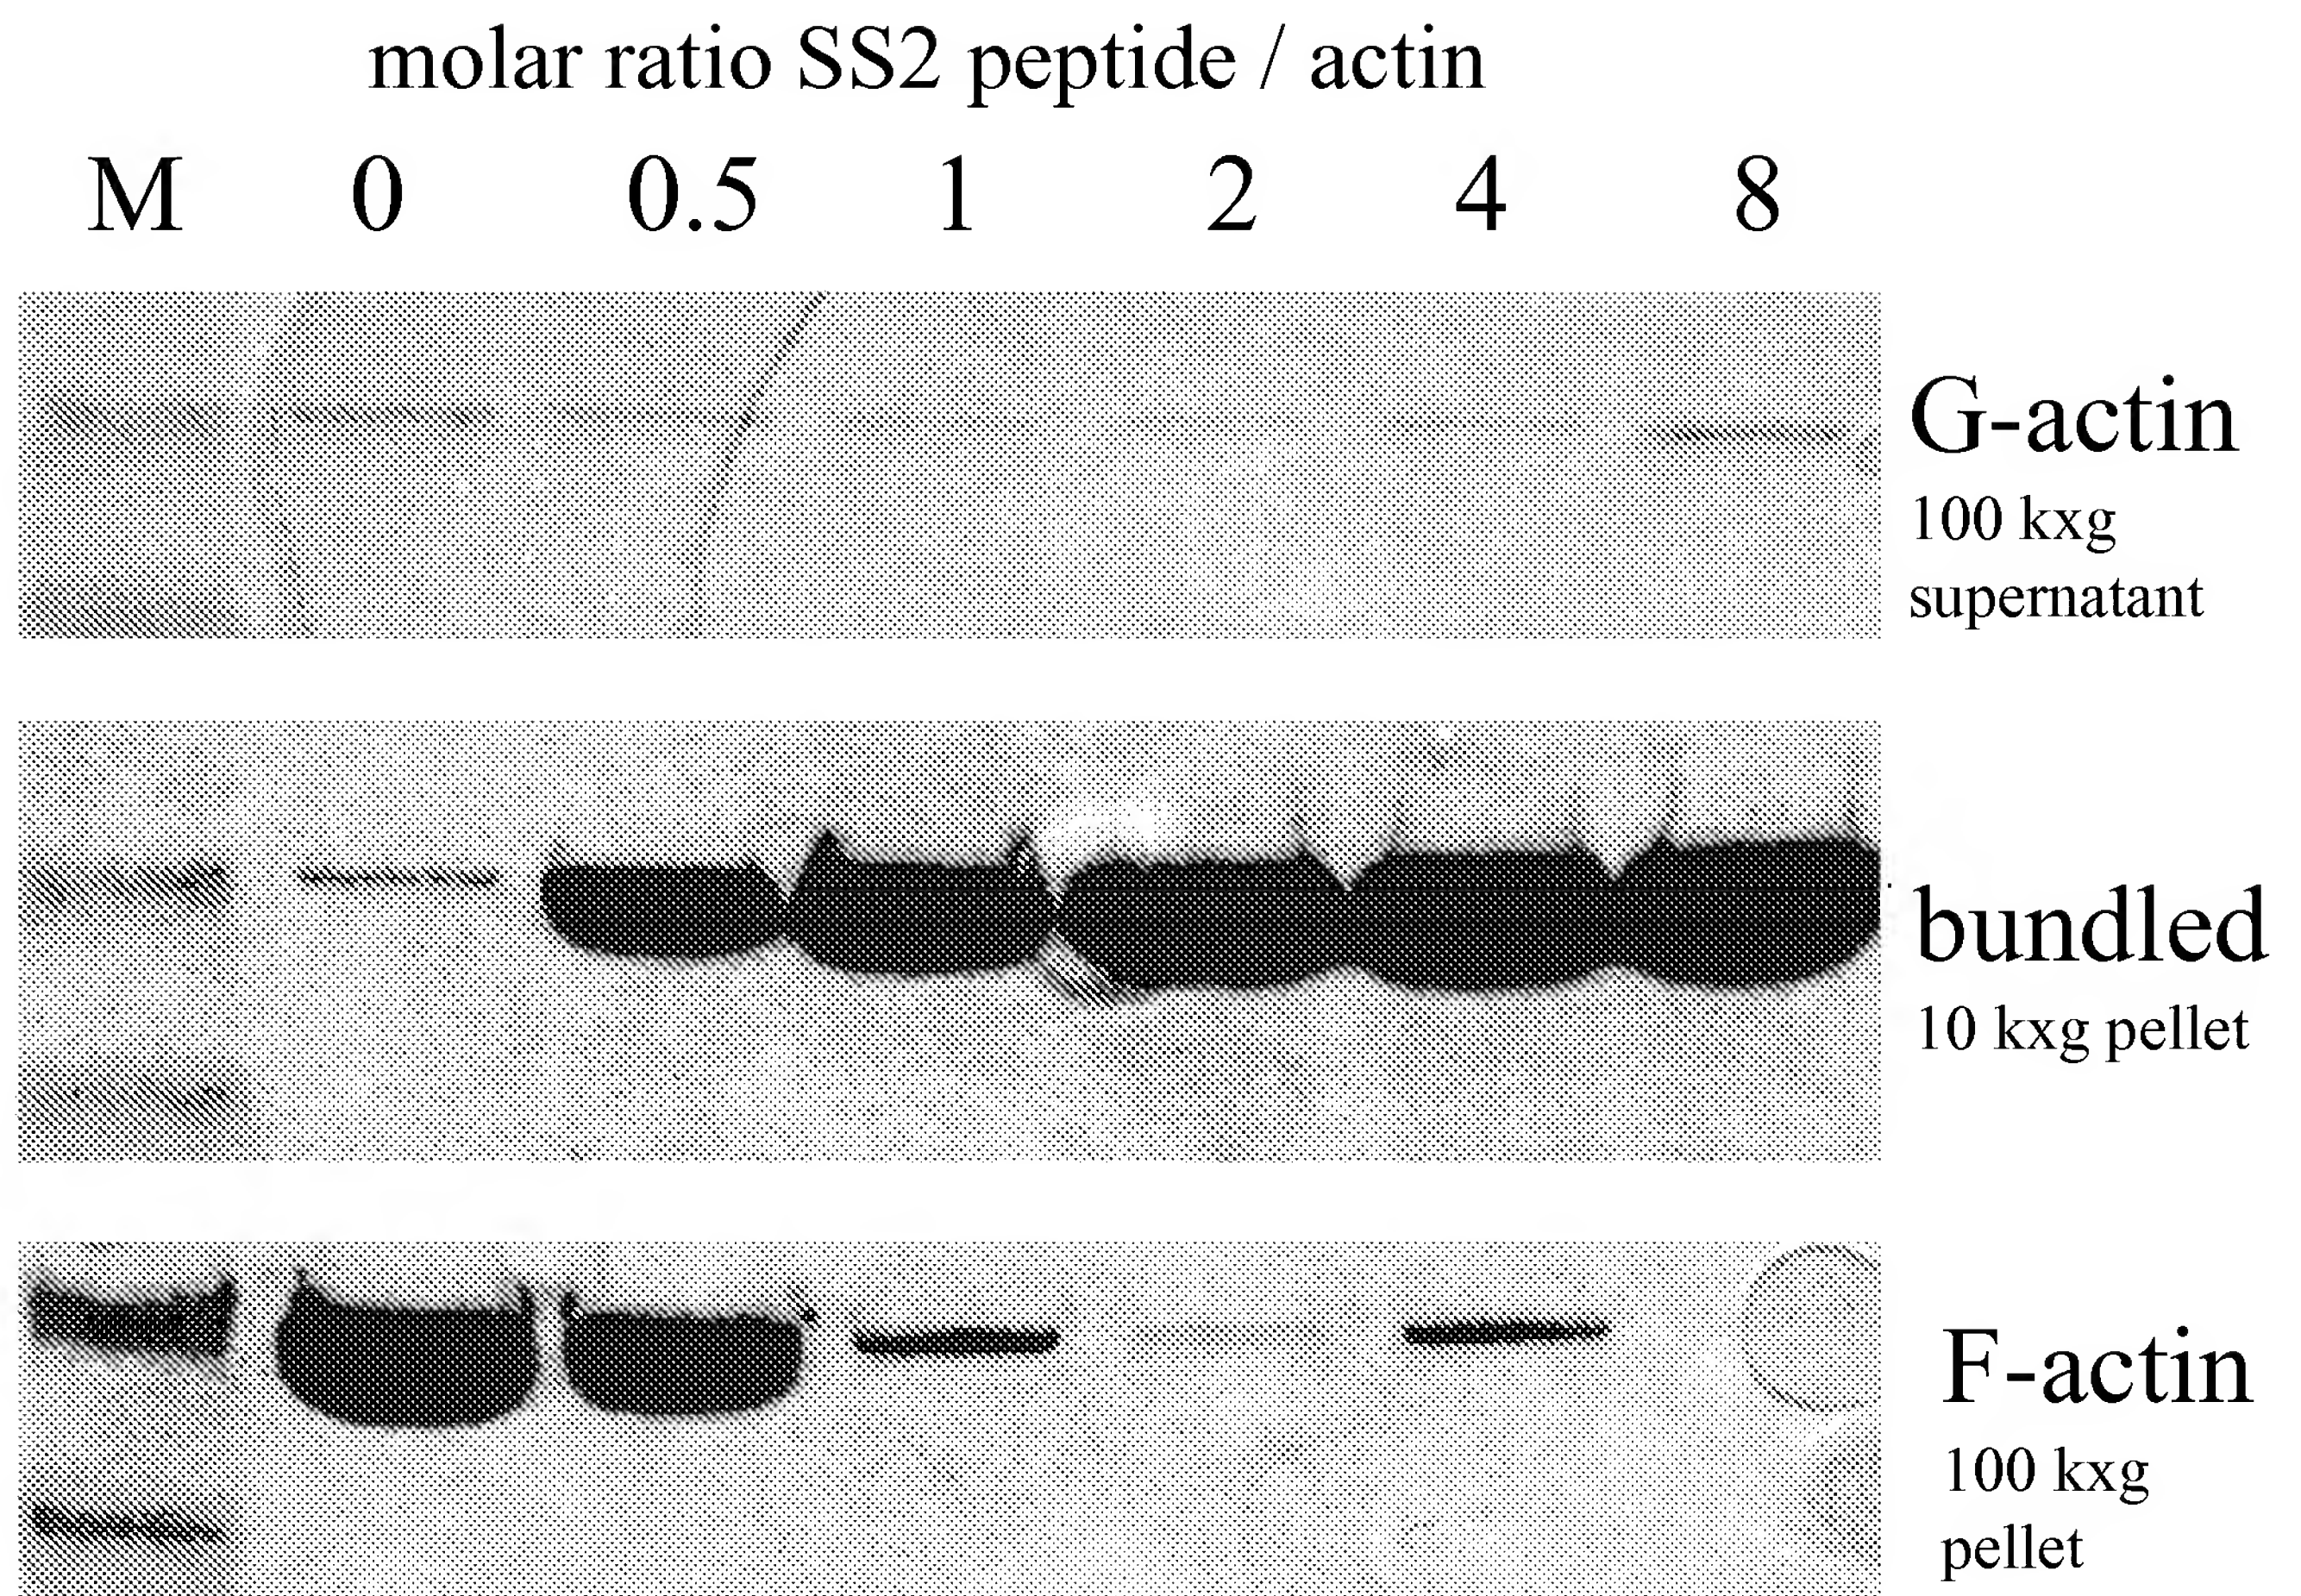 molar ratio SS2 peptide / actin
M 0 0.5 1 2 4 8
G-actin
100 kxg
supernatant
bundled
10 kxg pellet
F-actin
100 kxg
pellet